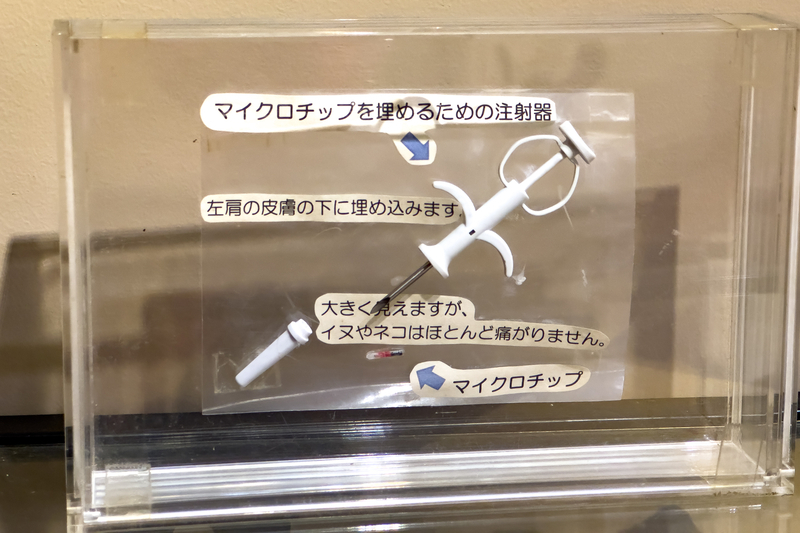 マイクロチップを埋めるための注射器
左肩の皮膚の下に埋め込みます。
大きく見えますが、
イヌやネコはほとんど痛がりません。
マイクロチップ